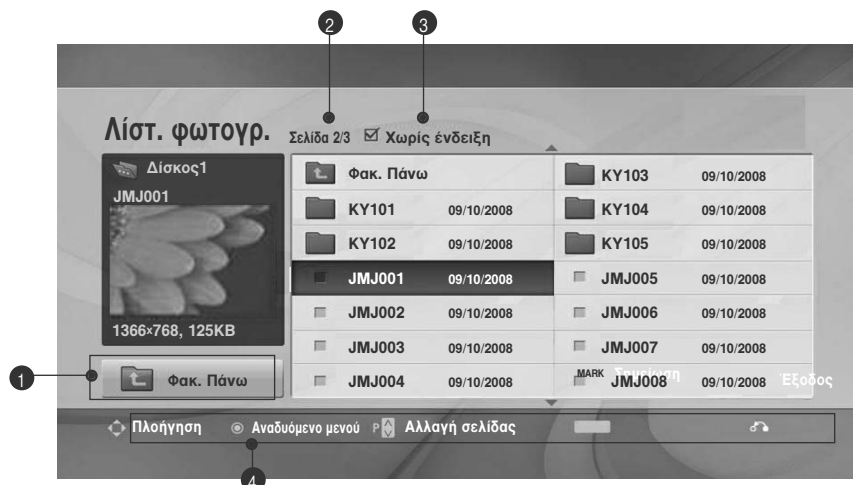 2 3
Λίστ. φωτογρ. Σελίδα 2/3 Χωρίς ένδειξη
Δίσκος1
JMJ001
1366×768, 125KB
Φακ. Πάνω
Φακ. Πάνω
KY101 09/10/2008
KY102 09/10/2008
JMJ001 09/10/2008
JMJ002 09/10/2008
JMJ003 09/10/2008
JMJ004 09/10/2008
KY103 09/10/2008
KY104 09/10/2008
KY105 09/10/2008
JMJ005 09/10/2008
JMJ006 09/10/2008
JMJ007 09/10/2008
JMJ008 09/10/2008
MARK Σημείωση
Έξοδος
1
Πλοήγηση Αναδυόμενο μενού P Αλλαγή σελίδας
4